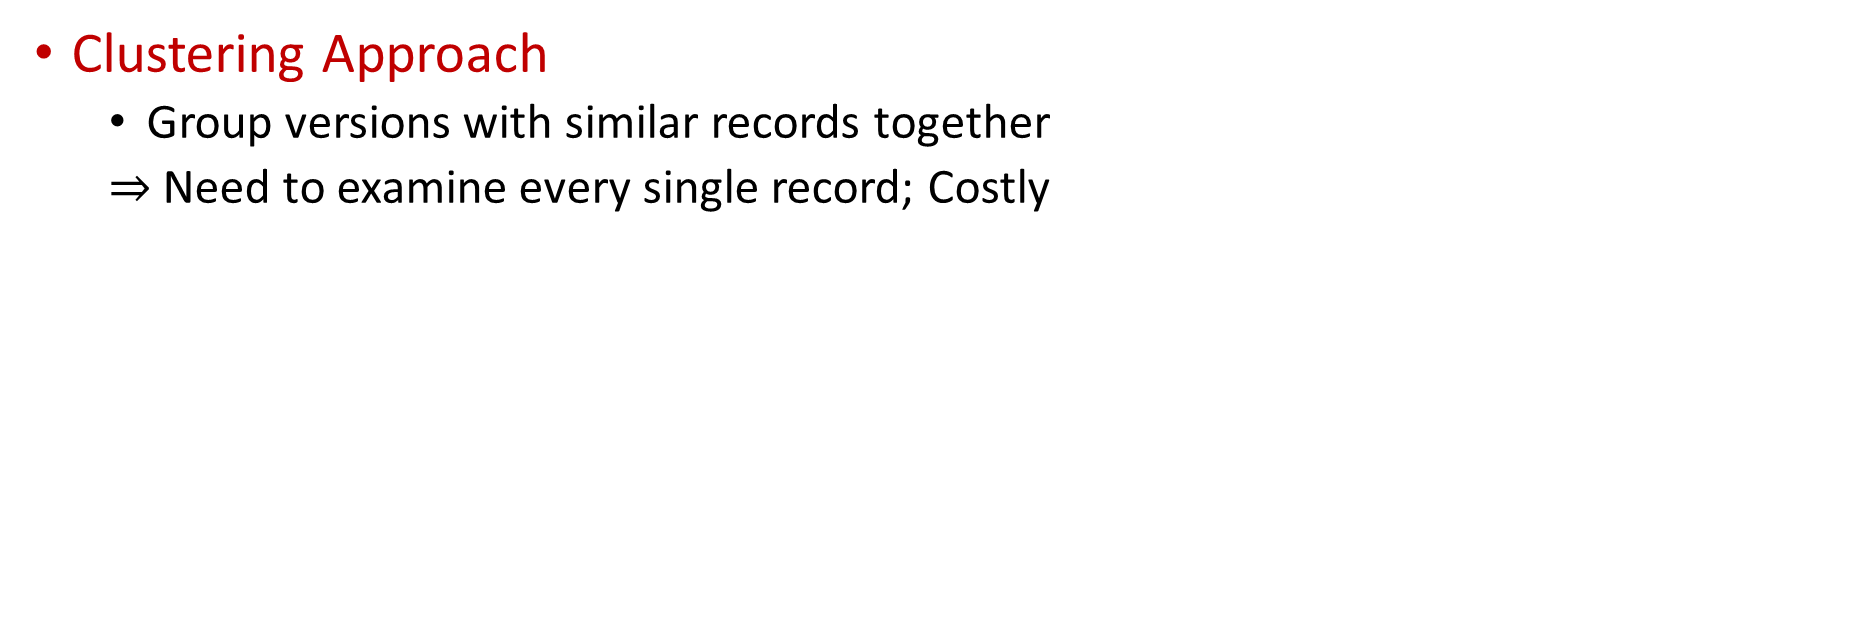 • Clustering Approach
• Group versions with similar records together
⇒ Need to examine every single record; Costly